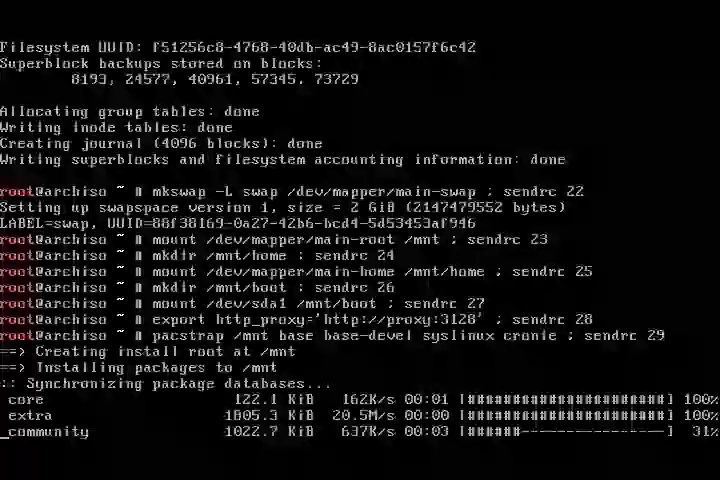 Filesystem UUID: f51256c8-4768-40db-ac49-8ac0157f6c42
Superblock backups stored on blocks:
8193, 24577, 40961, 57345, 73729
Allocating group tables: done
Writing inode tables: done
Creating journal (4096 blocks): done
Writing superblocks and filesystem accounting information: done
root@archiso ~ # mkswap -L swap /dev/mapper/main-swap ; sendrc 22
Setting up swapspace version 1, size = 2 GiB (2147479552 bytes)
LABEL=swap, UUID=88f38169-0a27-42b6-bcd4-5d53453af946
root@archiso ~ # mount /dev/mapper/main-root /mnt ; sendrc 23
root@archiso ~ # mkdir /mnt/home ; sendrc 24
root@archiso ~ # mount /dev/mapper/main-home /mnt/home ; sendrc 25
root@archiso ~ # mkdir /mnt/boot ; sendrc 26
root@archiso ~ # mount /dev/sda1 /mnt/boot ; sendrc 27
root@archiso ~ # export http_proxy='http://proxy:3128' ; sendrc 28
root@archiso ~ # pacstrap /mnt base base-devel syslinux cronie ; sendrc 29
==> Creating install root at /mnt
==> Installing packages to /mnt
:: Synchronizing package databases...
core 122.1 KiB 162K/s 00:01 [######################] 100%
extra 1805.3 KiB 20.5M/s 00:00 [######################] 100%
_community 1022.7 KiB 637K/s 00:03 [######----------------] 31%